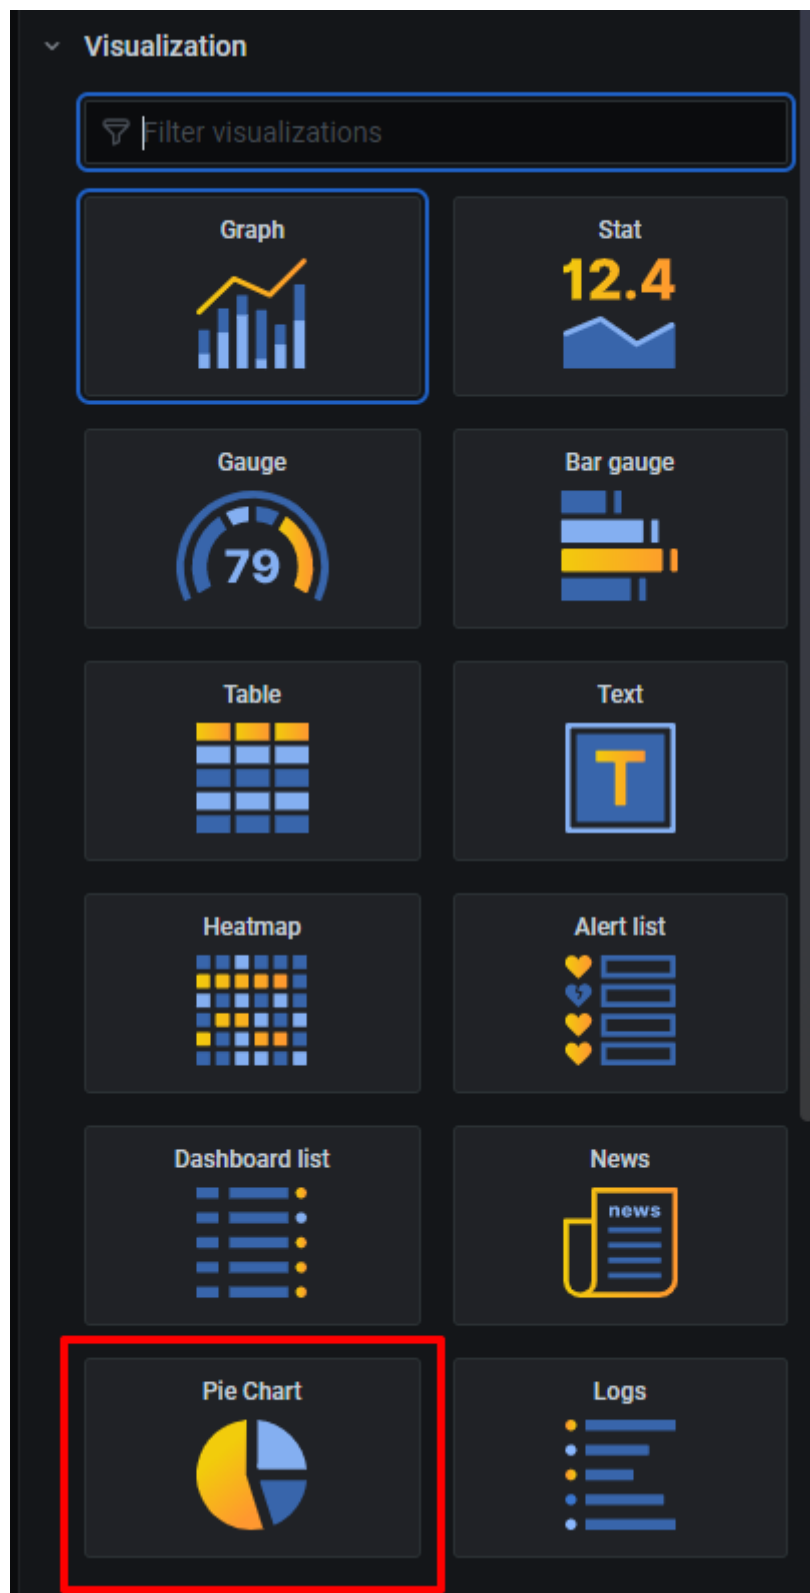 Visualization
Filter visualizations
Graph
Stat
12.4
Gauge
79
Bar gauge
Table
Text
T
Heatmap
Alert list
Dashboard list
News
news
Pie Chart
Logs